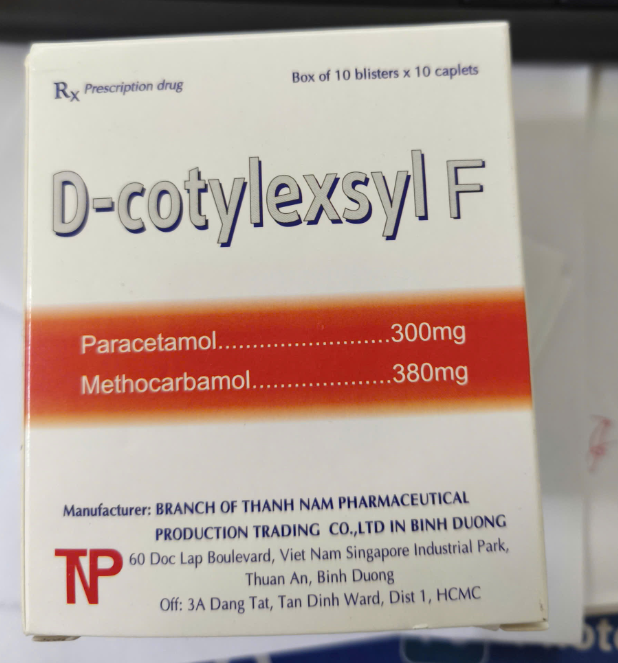 Rx Prescription drug
Box of 10 blisters x 10 caplets
D-cotylexsyl F
Paracetamol.........................300mg
Methocarbamol....................380mg
Manufacturer: BRANCH OF THANH NAM PHARMACEUTICAL
PRODUCTION TRADING CO.,LTD IN BINH DUONG
TNP
60 Doc Lap Boulevard, Viet Nam Singapore Industrial Park,
Thuan An, Binh Duong
Off: 3A Dang Tat, Tan Dinh Ward, Dist 1, HCMC